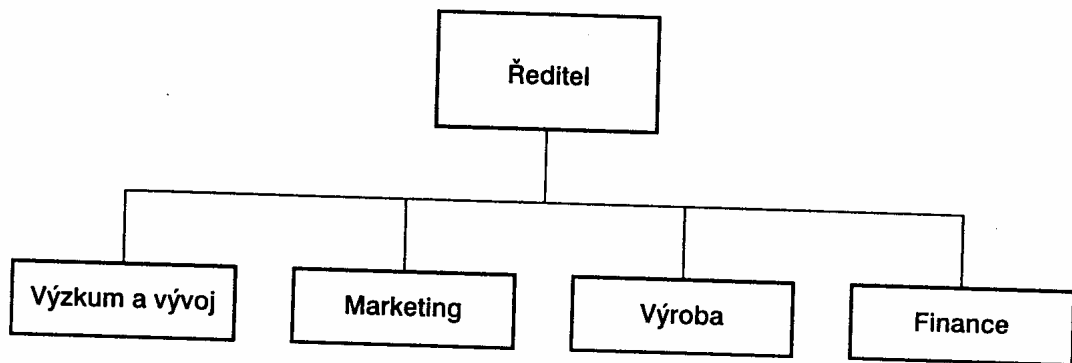 Ředitel
Výzkum a vývoj
Marketing
Výroba
Finance